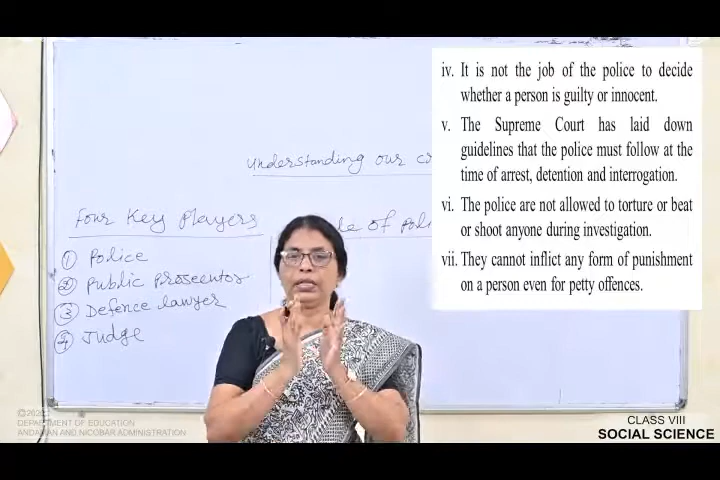 iv. It is not the job of the police to decide
whether a person is guilty or innocent.
v. The Supreme Court has laid down
guidelines that the police must follow at the
time of arrest, detention and interrogation.
vi. The police are not allowed to torture or beat
or shoot anyone during investigation.
vii. They cannot inflict any form of punishment
on a person even for petty offences.
Understanding our
Four Key Players
① Police
② Public Prosecutor
③ Defence lawyer
④ Judge
of
DEPARTMENT OF EDUCATION
ANDAMAN AND NICOBAR ADMINISTRATION
CLASS VIII
SOCIAL SCIENCE